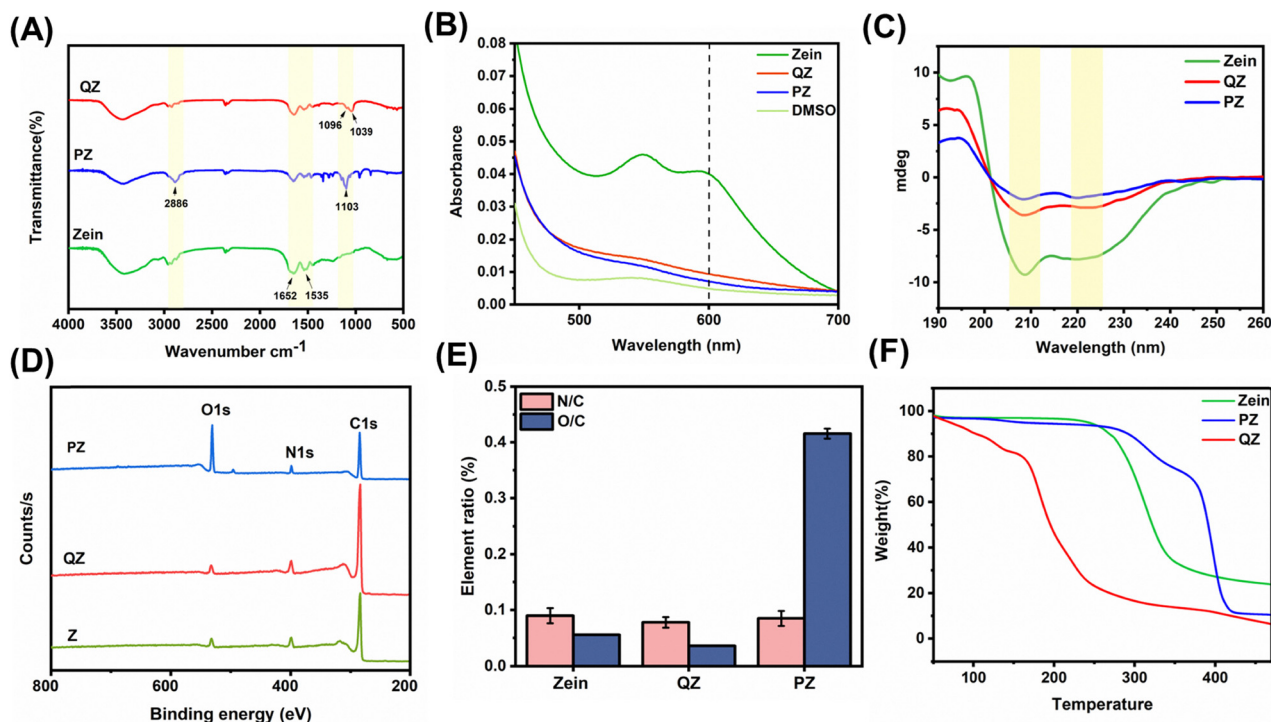 (A)
QZ
1096
1039
PZ
2886
1103
Zein
1652
1535
Transmittance(%)
4000 3500 3000 2500 2000 1500 1000 500
Wavenumber cm-1
(B)
Zein
QZ
PZ
DMSO
Absorbance
0.08
0.07
0.06
0.05
0.04
0.03
0.02
0.01
0.00
500 600 700
Wavelength (nm)
(C)
Zein
QZ
PZ
mdeg
10
5
0
-5
-10
190 200 210 220 230 240 250 260
Wavelength (nm)
(D)
O1s
C1s
N1s
PZ
QZ
Z
Counts/s
800 600 400 200
Binding energy (eV)
(E)
N/C
O/C
Element ratio (%)
0.5
0.4
0.3
0.2
0.1
0.0
Zein QZ PZ
(F)
Zein
PZ
QZ
Weight(%)
100
80
60
40
20
0
100 200 300 400
Temperature